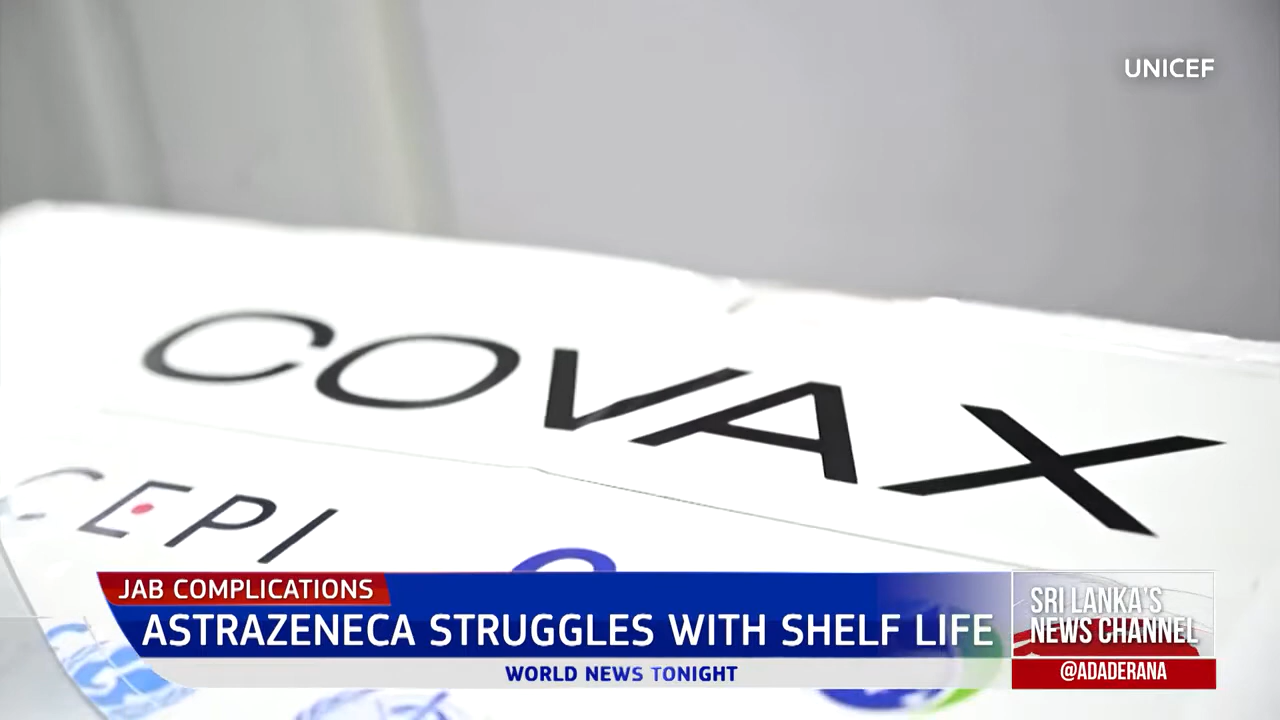 UNICEF
COVAX
CEPI
JAB COMPLICATIONS
ASTRAZENECA STRUGGLES WITH SHELF LIFE
WORLD NEWS TONIGHT
SRI LANKA'S
NEWS CHANNEL
@ADADERANA